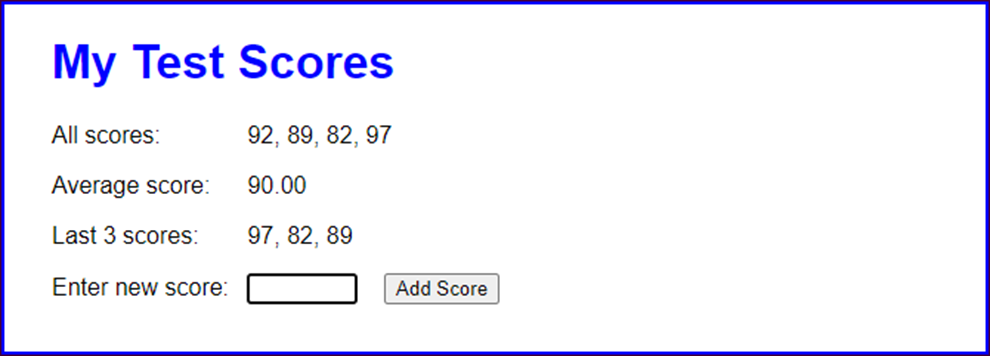 My Test Scores
All scores: 92, 89, 82, 97
Average score: 90.00
Last 3 scores: 97, 82, 89
Enter new score: Add Score